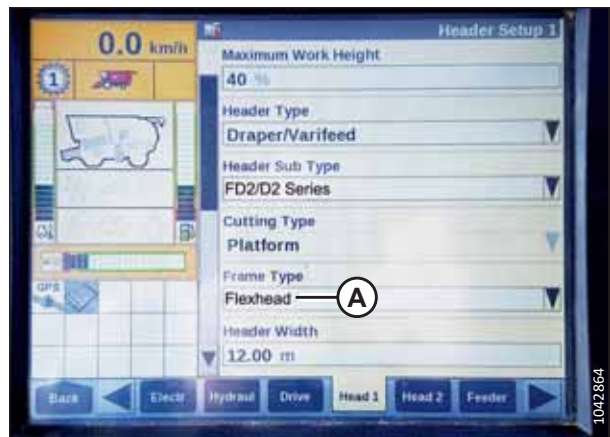 0.0 km/h
Header Setup 1
1
Maximum Work Height
40 %
Header Type
Draper/Varifeed
Header Sub Type
FD2/D2 Series
Cutting Type
Platform
Frame Type
Flexhead
A
Header Width
12.00 m
GPS
Back
Electr
Hydraul
Drive
Head 1
Head 2
Feeder
1042864